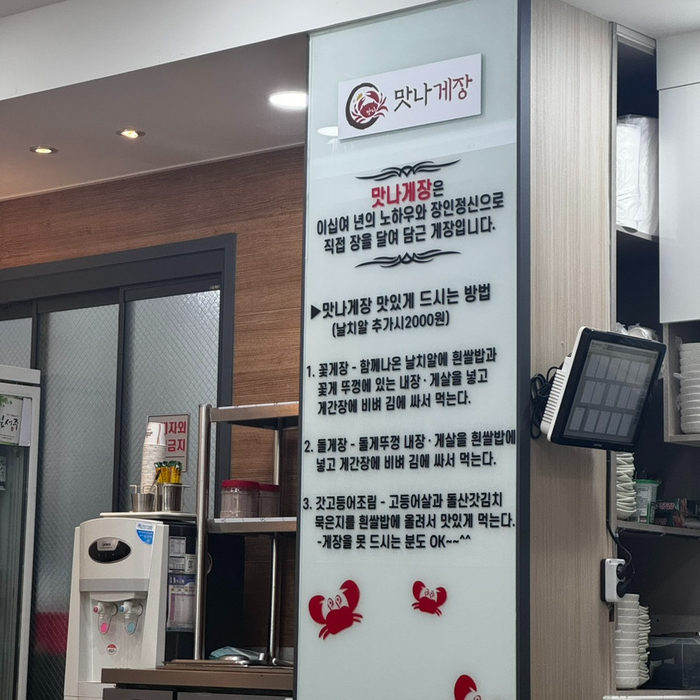 맛나게장
맛나게장은
이십여 년의 노하우와 장인정신으로
직접 장을 달여 담근 게장입니다.
▶맛나게장 맛있게 드시는 방법
(날치알 추가시2000원)
1. 꽃게장 - 함께나온 날치알에 흰쌀밥과
꽃게 뚜껑에 있는 내장·게살을 넣고
게간장에 비벼 김에 싸서 먹는다.
2. 돌게장 - 돌게뚜껑 내장·게살을 흰쌀밥에
넣고 게간장에 비벼 김에 싸서 먹는다.
3. 갓고등어조림 - 고등어살과 돌산갓김치
묵은지를 흰쌀밥에 올려서 맛있게 먹는다.
-게장을 못 드시는 분도 OK~~^^
자외
금지